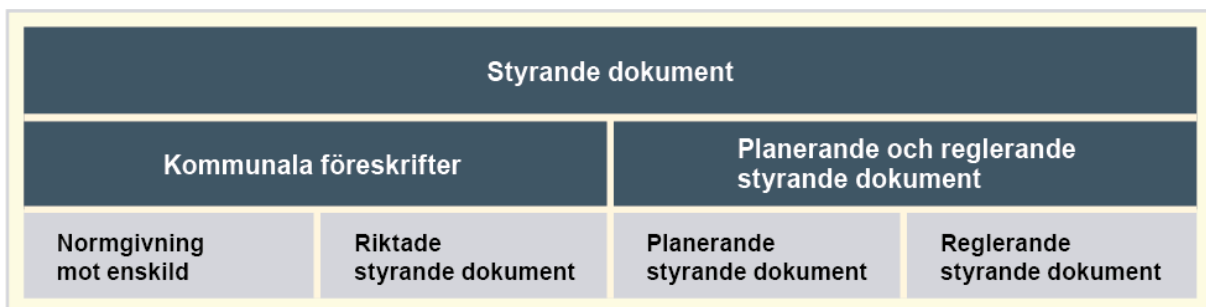 Styrande dokument
Kommunala föreskrifter
Planerande och reglerande
styrande dokument
Normgivning
mot enskild
Riktade
styrande dokument
Planerande
styrande dokument
Reglerande
styrande dokument